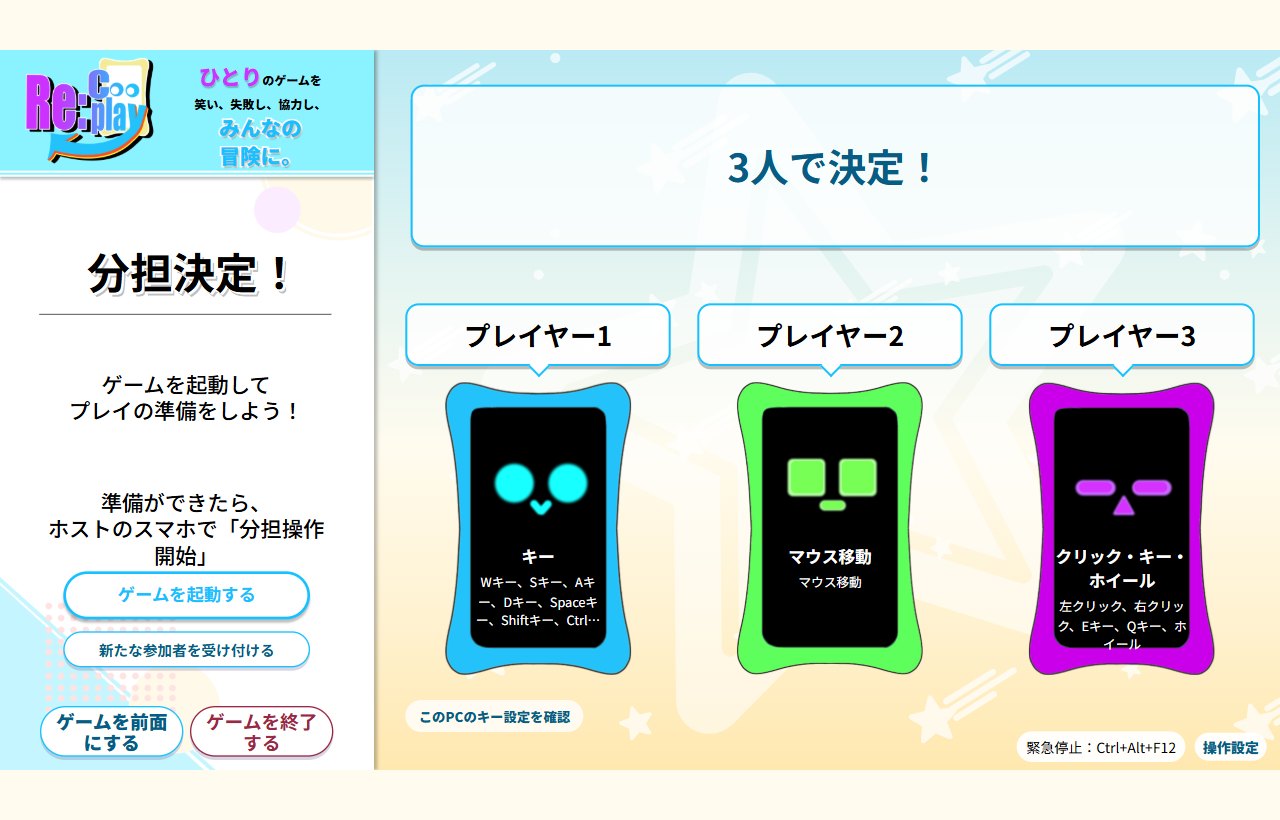 Re:Coo play
ひとりのゲームを
笑い、失敗し、協力し、
みんなの
冒険に。
分担決定！
ゲームを起動して
プレイの準備をしよう！
準備ができたら、
ホストのスマホで「分担操作
開始」
ゲームを起動する
新たな参加者を受け付ける
ゲームを前面
にする
ゲームを終了
する
3人で決定！
プレイヤー1
キー
Wキー、Sキー、Aキ
ー、Dキー、Spaceキ
ー、Shiftキー、Ctrl…
プレイヤー2
マウス移動
マウス移動
プレイヤー3
クリック・キー・
ホイール
左クリック、右クリッ
ク、Eキー、Qキー、ホ
イール
このPCのキー設定を確認
緊急停止：Ctrl+Alt+F12
操作設定